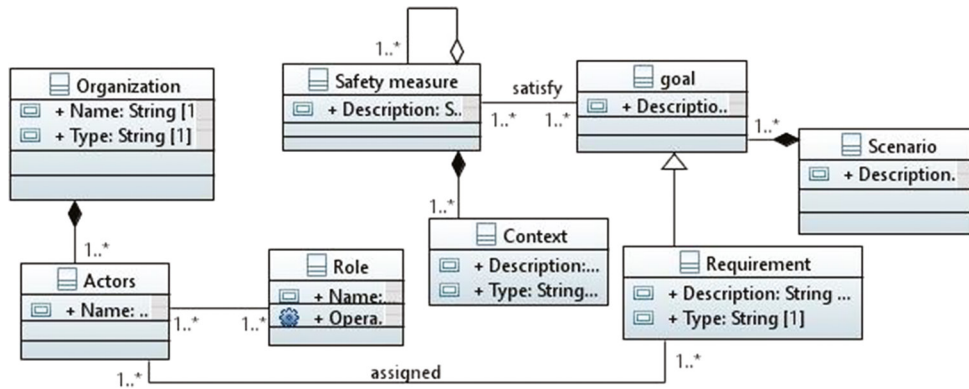 Organization
+ Name: String [1
+ Type: String [1]
1..*
Safety measure
+ Description: S..
1..*
satisfy
1..*
1..*
goal
+ Descriptio..
1..*
Scenario
+ Description.
1..*
Actors
+ Name: ..
1..*
1..*
Role
+ Name:...
+ Opera.
1..*
Context
+ Description:...
+ Type: String...
Requirement
+ Description: String ...
+ Type: String [1]
1..*
assigned
1..*